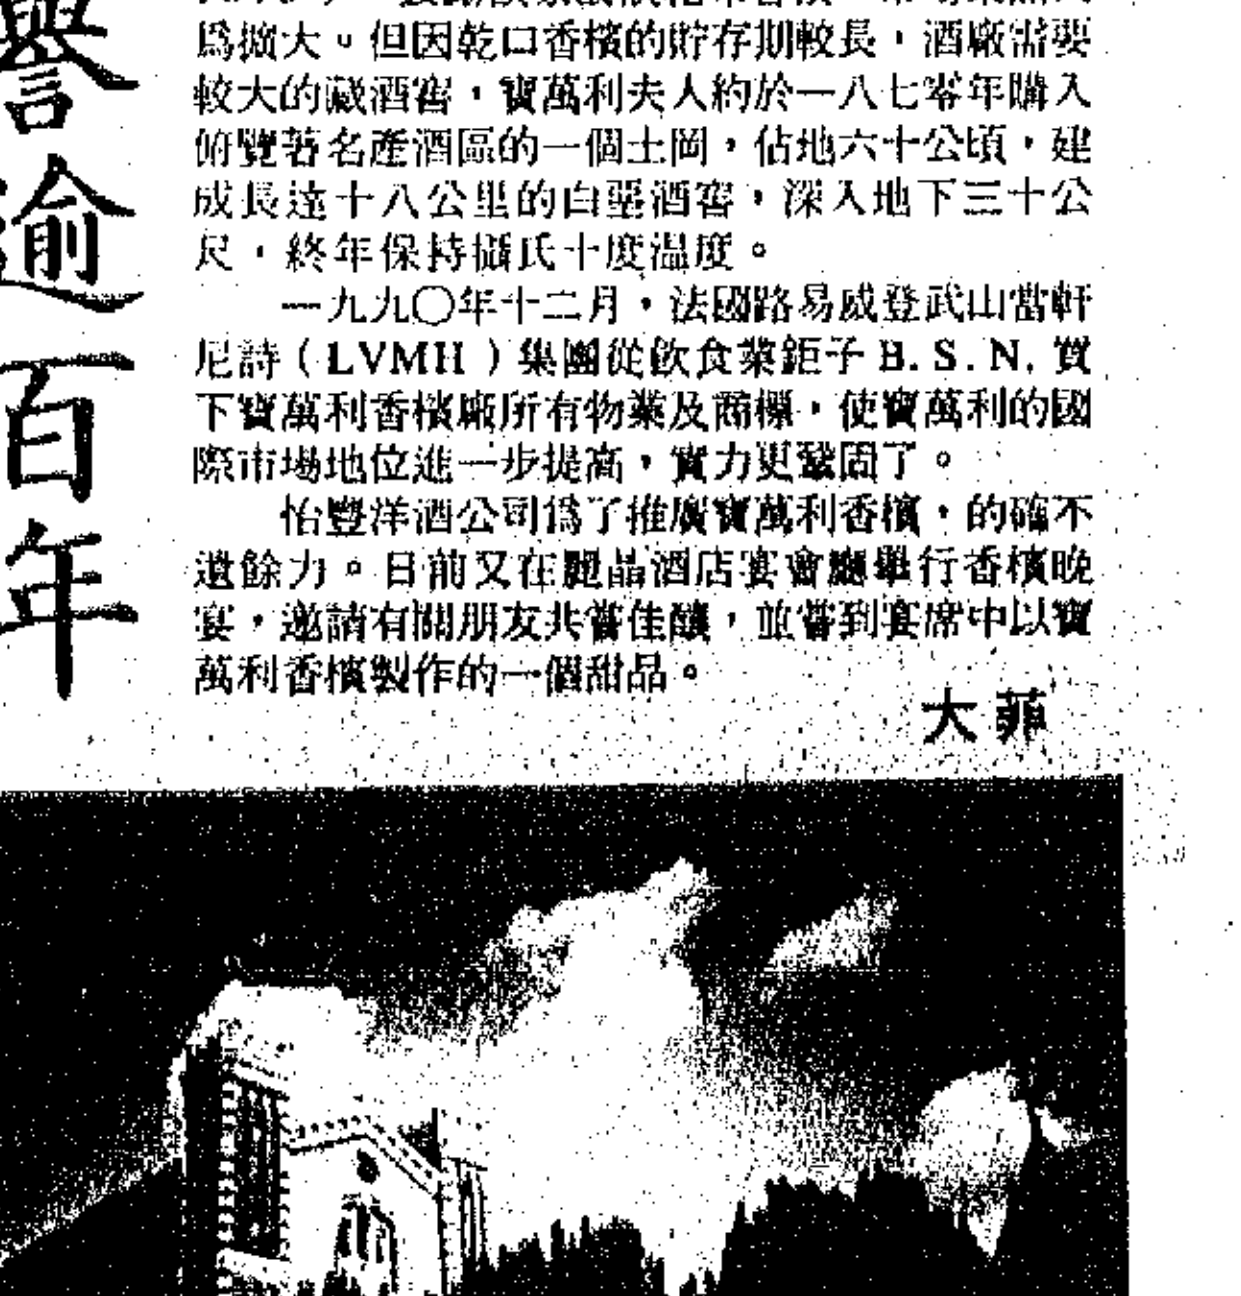 譽逾百年
爲擴大。但因乾口香檳的貯存期較長，酒廠需要
較大的藏酒窖，寶萬利夫人約於一八七零年購入
俯覽著名產酒區的一個土岡，佔地六十公頃，建
成長達十八公里的白堊酒窖，深入地下三十公
尺，終年保持攝氏十度溫度。
一九九〇年十二月，法國路易威登武山當軒
尼詩（LVMH）集團從飲食業鉅子B.S.N.買
下寶萬利香檳廠所有物業及商標，使寶萬利的國
際市場地位進一步提高，實力更鞏固了。
怡豐洋酒公司爲了推廣寶萬利香檳，的確不
遺餘力。日前又在麗晶酒店宴會廳舉行香檳晚
宴，邀請有關朋友共嘗佳釀，並嘗到宴席中以寶
萬利香檳製作的一個甜品。
大菲